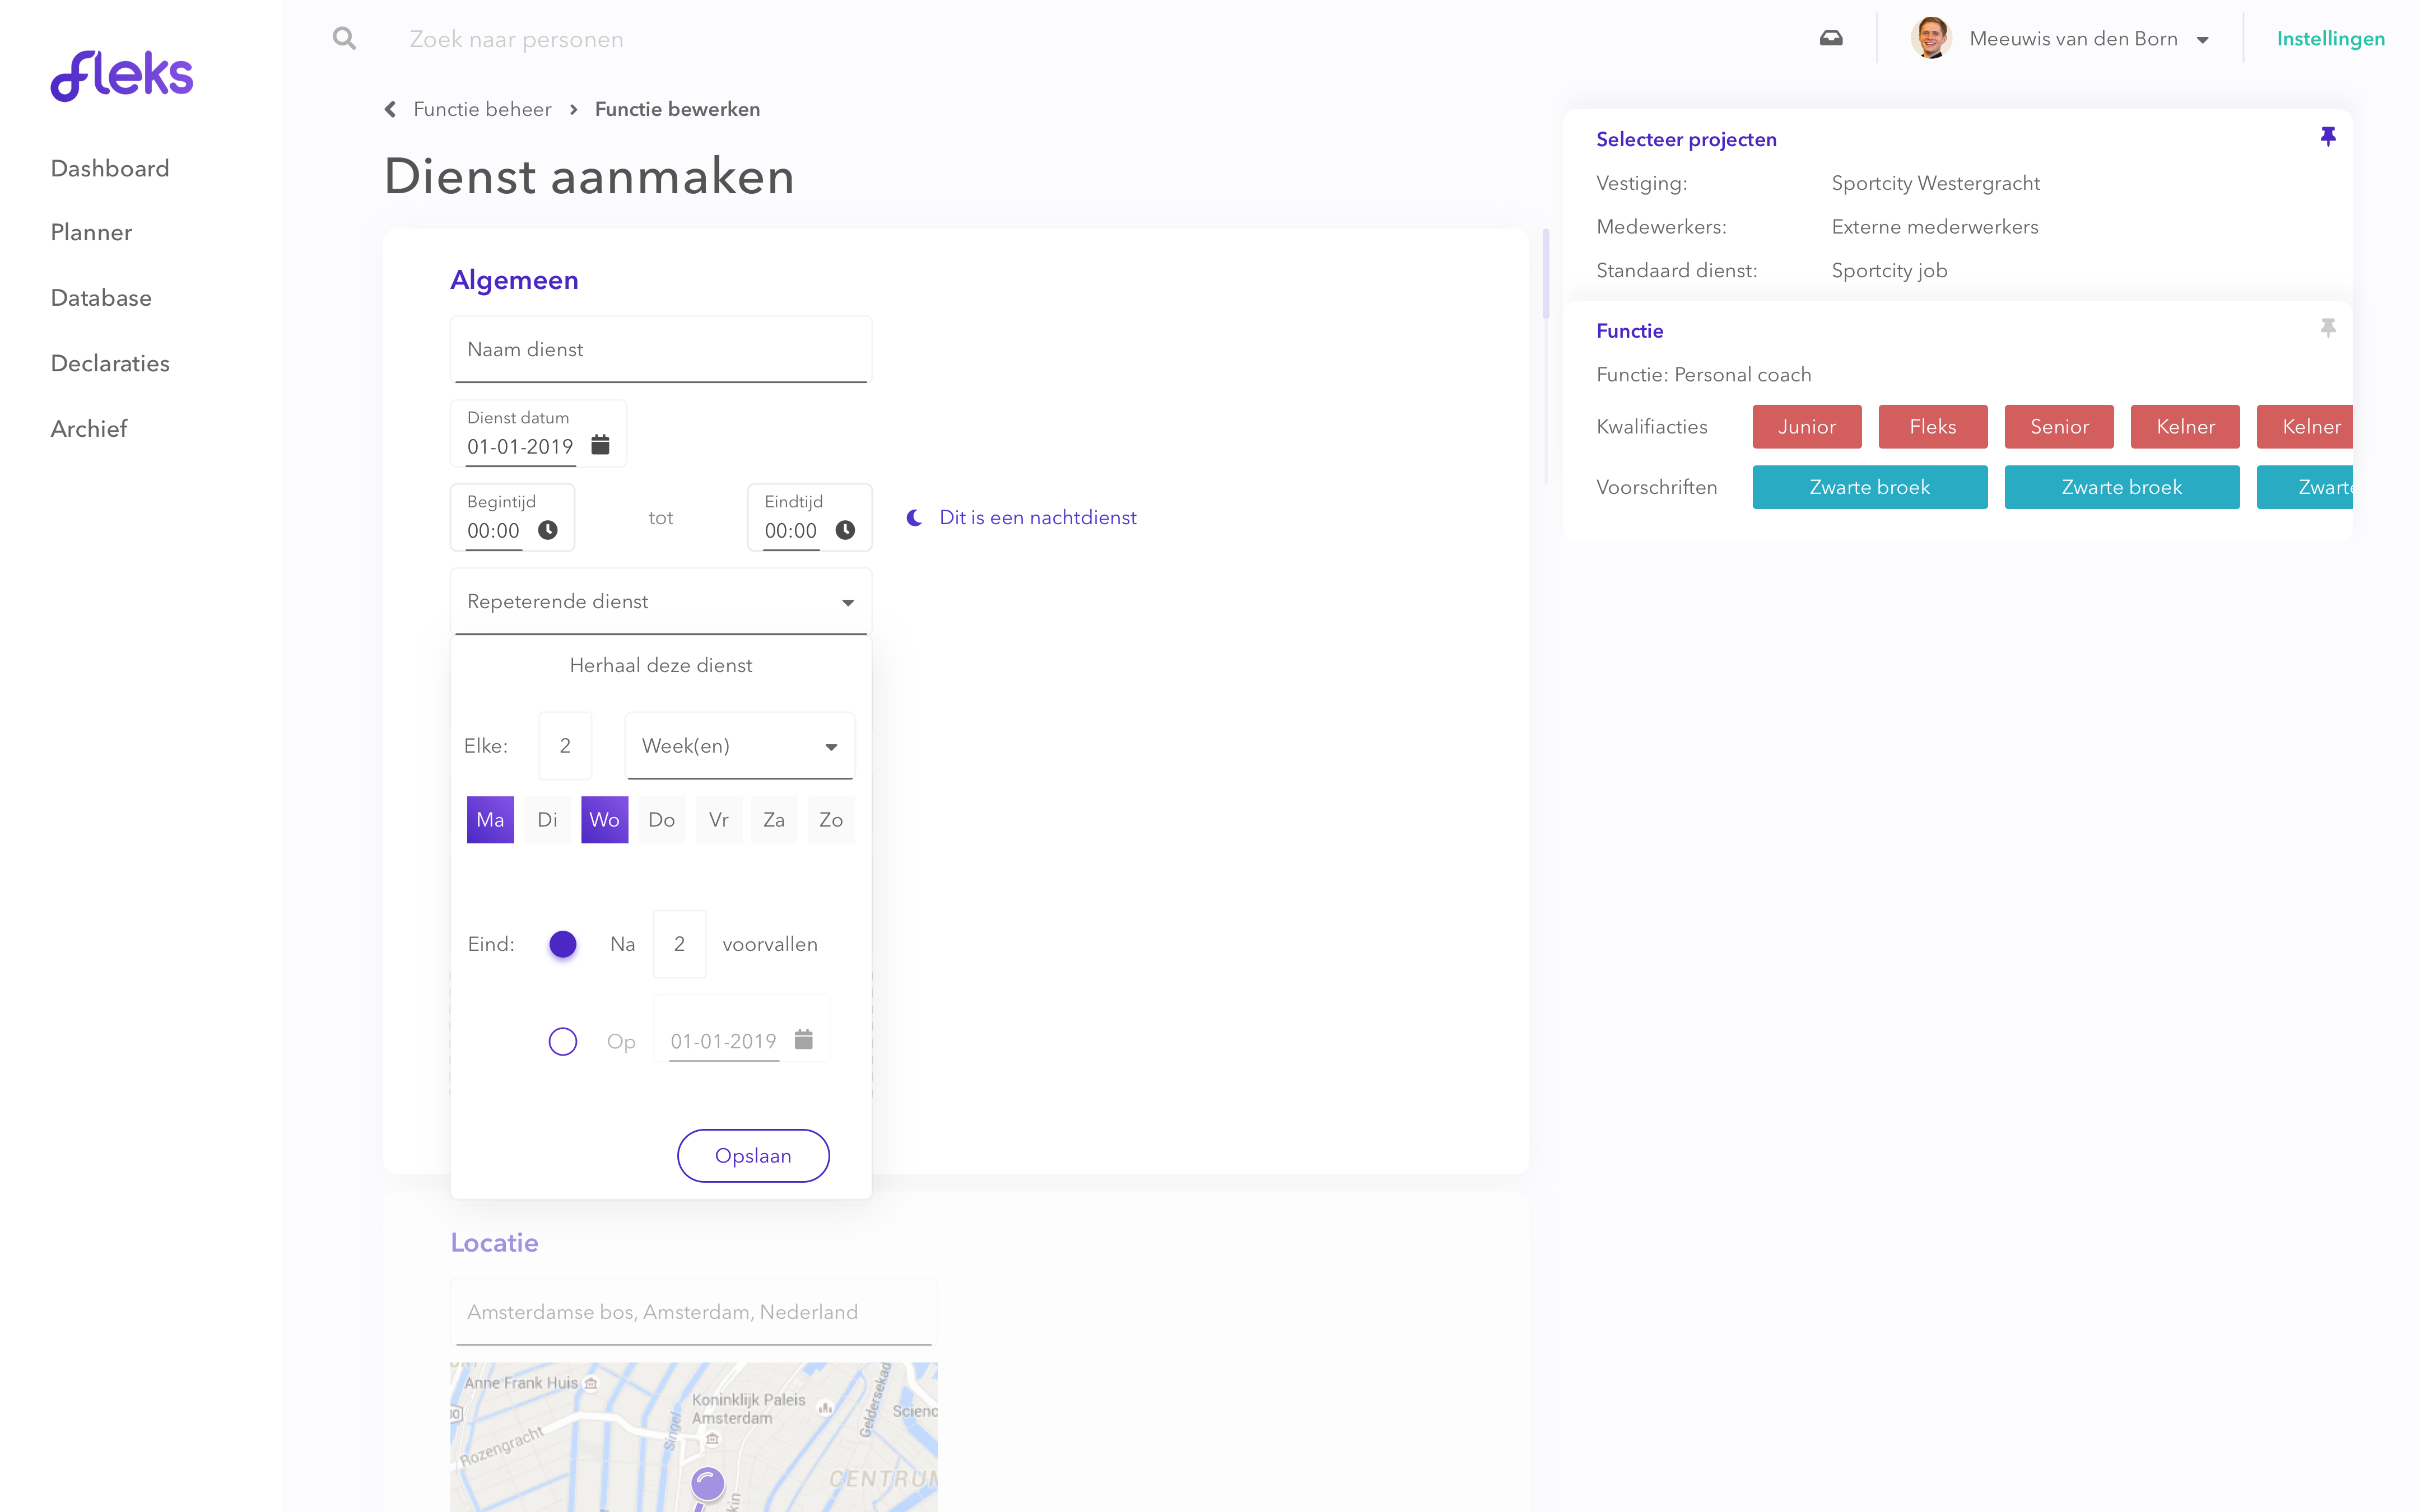 fleks
Dashboard
Planner
Database
Declaraties
Archief
Zoek naar personen
Meeuwis van den Born
Instellingen
Functie beheer
Functie bewerken
Dienst aanmaken
Algemeen
Naam dienst
Dienst datum
01-01-2019
Begintijd
00:00
tot
Eindtijd
00:00
Dit is een nachtdienst
Repeterende dienst
Herhaal deze dienst
Elke: 2 Week(en)
Ma Di Wo Do Vr Za Zo
Eind: Na 2 voorvallen
Op 01-01-2019
Opslaan
Locatie
Amsterdamse bos, Amsterdam, Nederland
Anne Frank Huis
Koninklijk Paleis
Amsterdam
Singel
Rozengracht
Geldersekad
Scienc
CENTRUM
Selecteer projecten
Vestiging: Sportcity Westergracht
Medewerkers: Externe mederwerkers
Standaard dienst: Sportcity job
Functie
Functie: Personal coach
Kwalifiacties Junior Fleks Senior Kelner Kelner
Voorschriften Zwarte broek Zwarte broek Zwarte